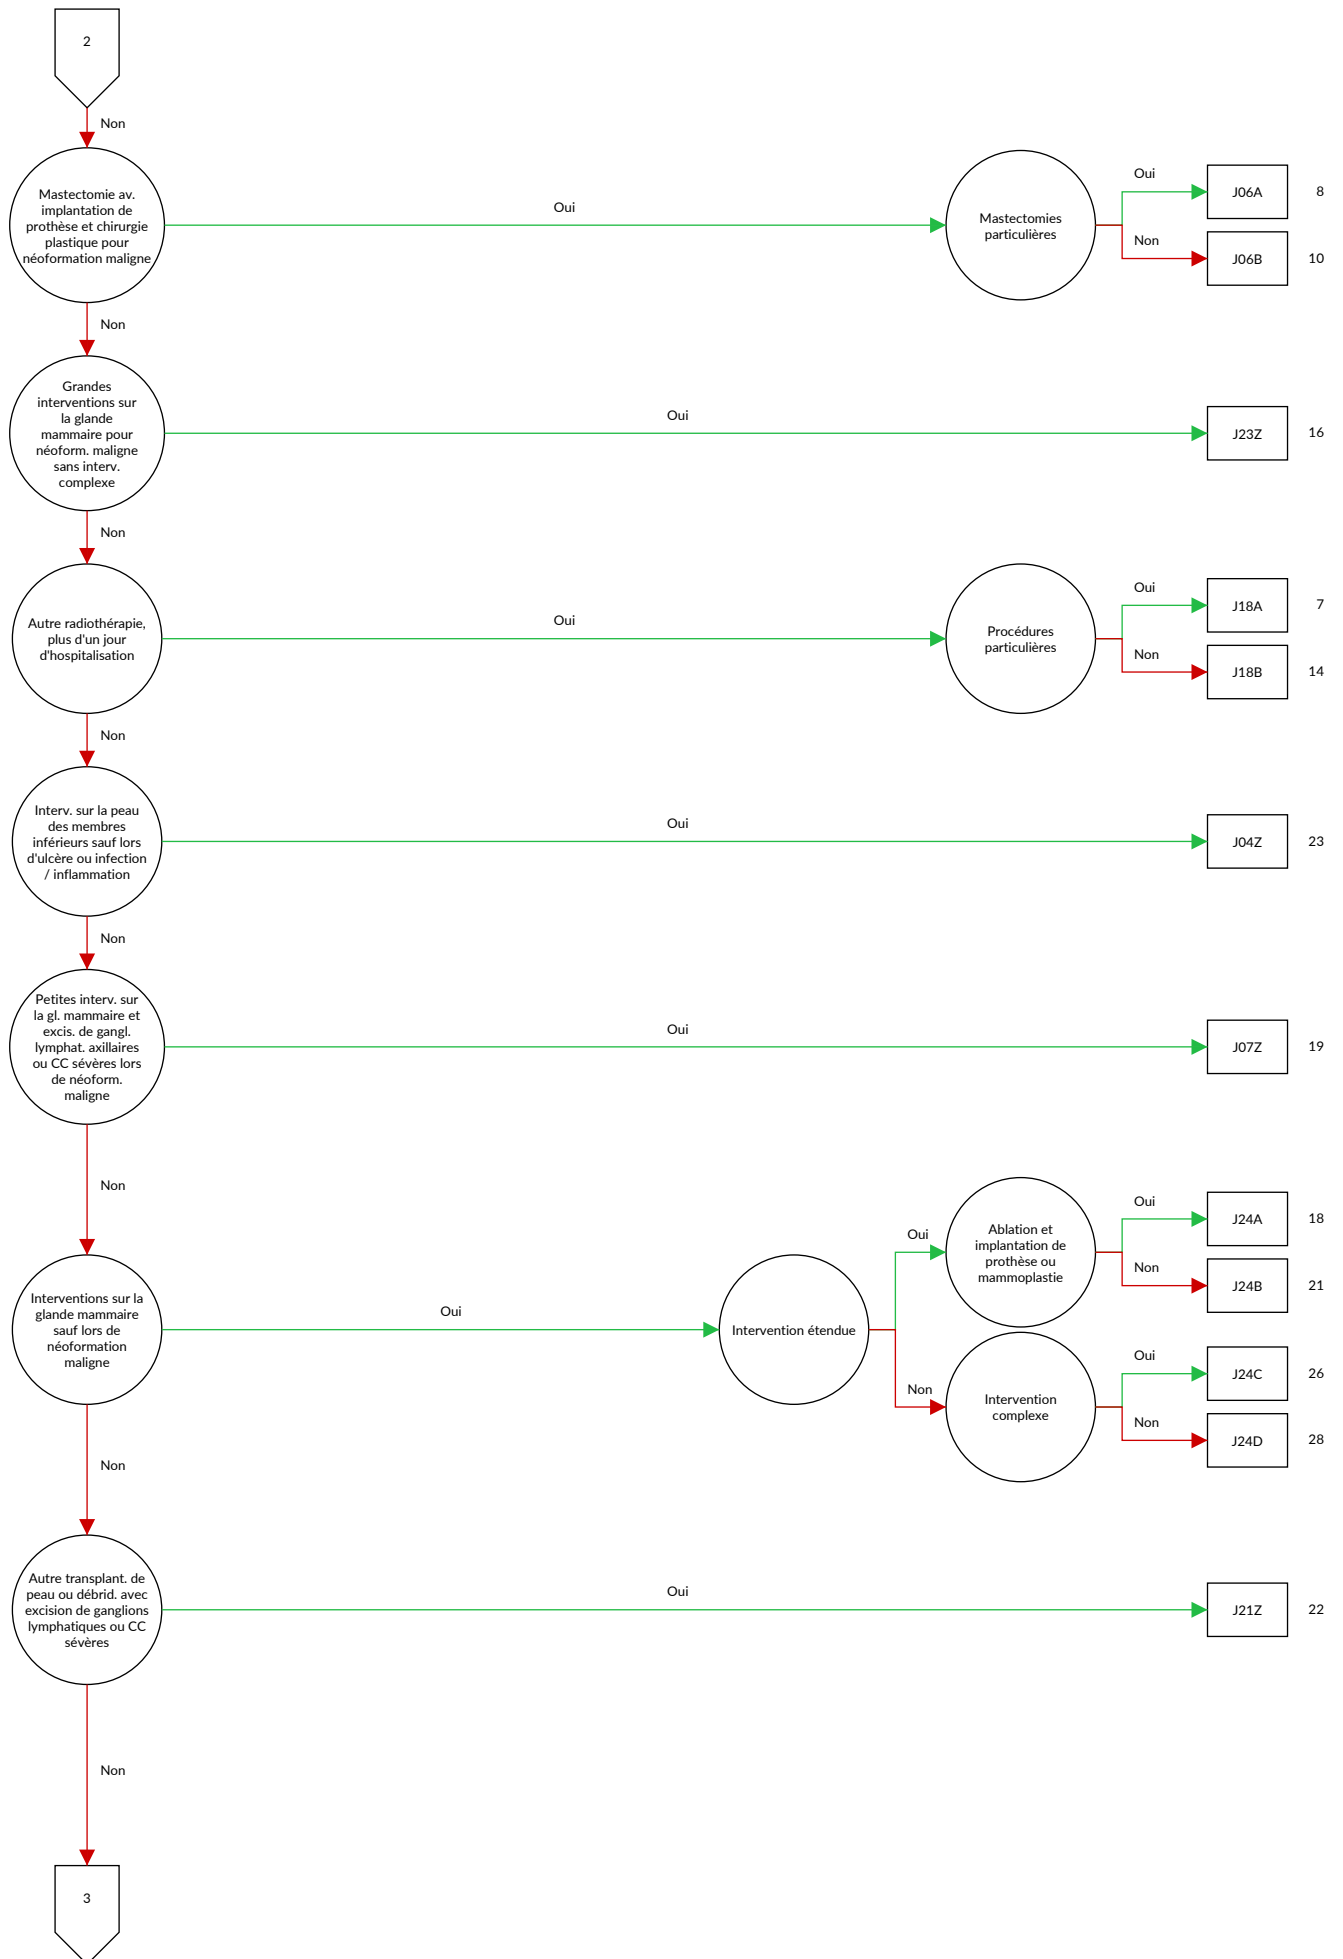 2
Non
Mastectomie av.
implantation de
prothèse et chirurgie
plastique pour
néoformation maligne
Oui
Mastectomies
particulières
Oui
J06A
8
Non
J06B
10
Non
Grandes
interventions sur
la glande
mammaire pour
néoform. maligne
sans interv.
complexe
Oui
J23Z
16
Non
Autre radiothérapie,
plus d'un jour
d'hospitalisation
Oui
Procédures
particulières
Oui
J18A
7
Non
J18B
14
Non
Interv. sur la peau
des membres
inférieurs sauf lors
d'ulcère ou infection
/ inflammation
Oui
J04Z
23
Non
Petites interv. sur
la gl. mammaire et
excis. de gangl.
lymphat. axillaires
ou CC sévères lors
de néoform.
maligne
Oui
J07Z
19
Non
Interventions sur la
glande mammaire
sauf lors de
néoformation
maligne
Oui
Intervention étendue
Oui
Ablation et
implantation de
prothèse ou
mammoplastie
Oui
J24A
18
Non
J24B
21
Non
Intervention
complexe
Oui
J24C
26
Non
J24D
28
Non
Autre transplant. de
peau ou débrid. avec
excision de ganglions
lymphatiques ou CC
sévères
Oui
J21Z
22
Non
3